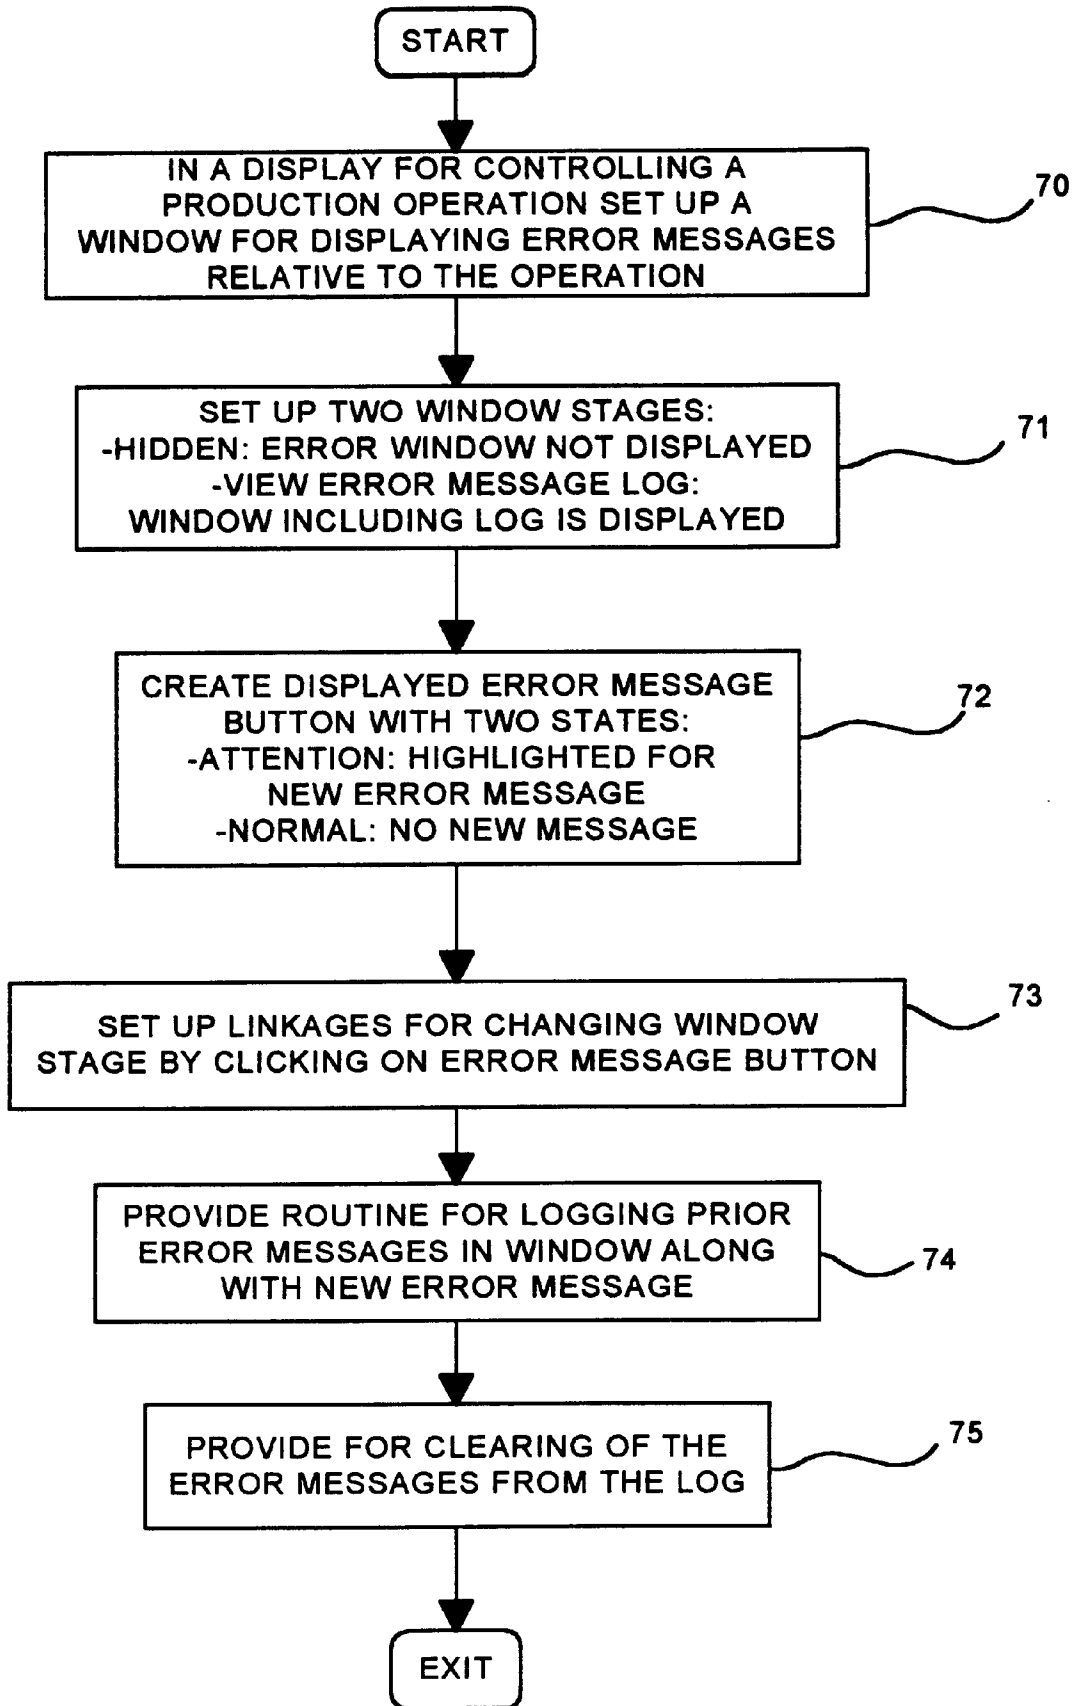 START
IN A DISPLAY FOR CONTROLLING A
PRODUCTION OPERATION SET UP A
WINDOW FOR DISPLAYING ERROR MESSAGES
RELATIVE TO THE OPERATION
70
SET UP TWO WINDOW STAGES:
-HIDDEN: ERROR WINDOW NOT DISPLAYED
-VIEW ERROR MESSAGE LOG:
WINDOW INCLUDING LOG IS DISPLAYED
71
CREATE DISPLAYED ERROR MESSAGE
BUTTON WITH TWO STATES:
-ATTENTION: HIGHLIGHTED FOR
NEW ERROR MESSAGE
-NORMAL: NO NEW MESSAGE
72
SET UP LINKAGES FOR CHANGING WINDOW
STAGE BY CLICKING ON ERROR MESSAGE BUTTON
73
PROVIDE ROUTINE FOR LOGGING PRIOR
ERROR MESSAGES IN WINDOW ALONG
WITH NEW ERROR MESSAGE
74
PROVIDE FOR CLEARING OF THE
ERROR MESSAGES FROM THE LOG
75
EXIT